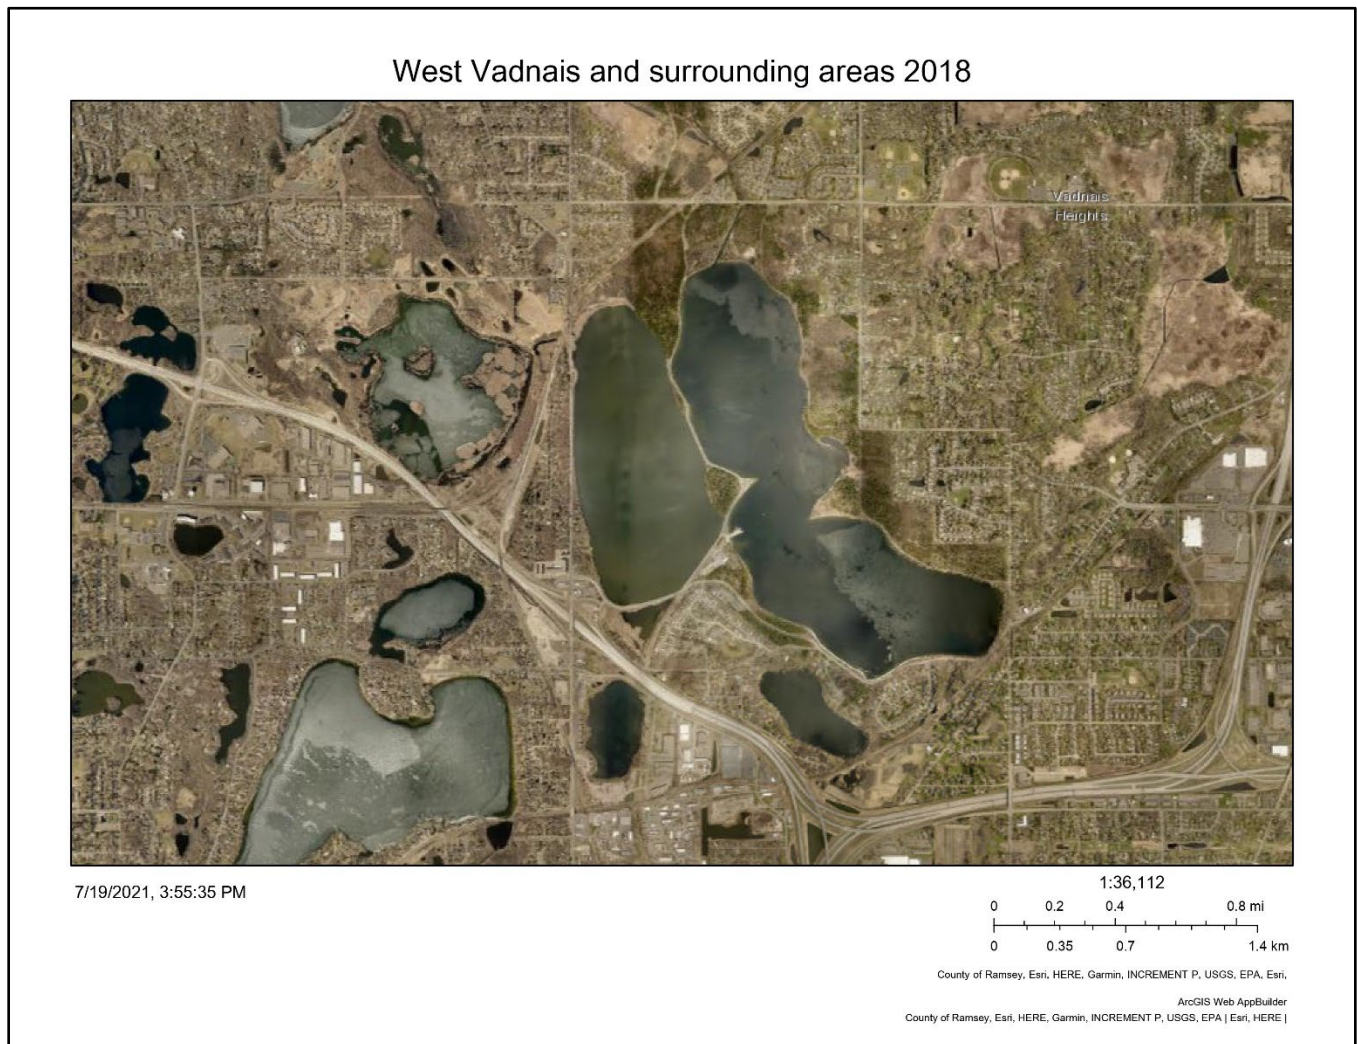 West Vadnais and surrounding areas 2018
Vadnais
Heights
7/19/2021, 3:55:35 PM
1:36,112
0 0.2 0.4 0.8 mi
0 0.35 0.7 1.4 km
County of Ramsey, Esri, HERE, Garmin, INCREMENT P, USGS, EPA, Esri,
ArcGIS Web AppBuilder
County of Ramsey, Esri, HERE, Garmin, INCREMENT P, USGS, EPA | Esri, HERE |